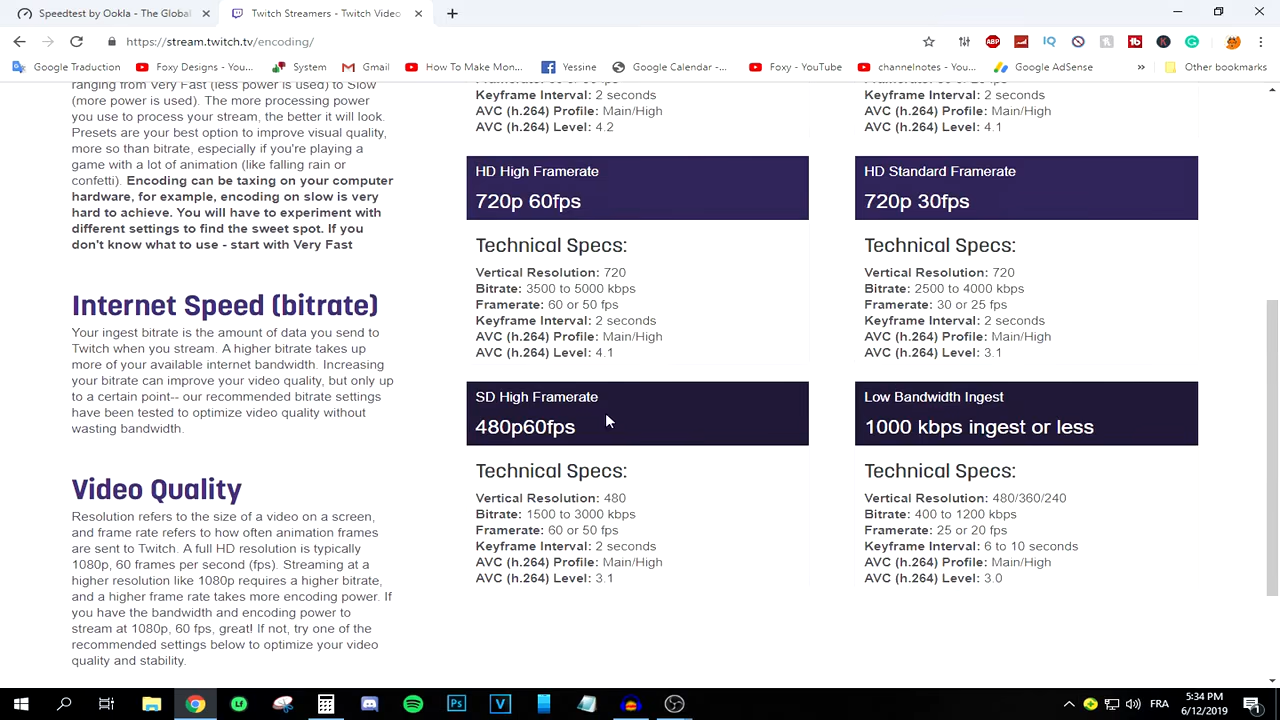 Speedtest by Ookla - The Global
Twitch Streamers - Twitch Video
https://stream.twitch.tv/encoding/
ABP
IQ
Google Traduction
Foxy Designs - You...
System
Gmail
How To Make Mon...
Yessine
Google Calendar -...
Foxy - YouTube
channelnotes - You...
Google AdSense
»
Other bookmarks
ranging from Very Fast (less power is used) to Slow
(more power is used). The more processing power
you use to process your stream, the better it will look.
Presets are your best option to improve visual quality,
more so than bitrate, especially if you're playing a
game with a lot of animation (like falling rain or
confetti). Encoding can be taxing on your computer
hardware, for example, encoding on slow is very
hard to achieve. You will have to experiment with
different settings to find the sweet spot. If you
don't know what to use - start with Very Fast
Internet Speed (bitrate)
Your ingest bitrate is the amount of data you send to
Twitch when you stream. A higher bitrate takes up
more of your available internet bandwidth. Increasing
your bitrate can improve your video quality, but only up
to a certain point-- our recommended bitrate settings
have been tested to optimize video quality without
wasting bandwidth.
Video Quality
Resolution refers to the size of a video on a screen,
and frame rate refers to how often animation frames
are sent to Twitch. A full HD resolution is typically
1080p, 60 frames per second (fps). Streaming at a
higher resolution like 1080p requires a higher bitrate,
and a higher frame rate takes more encoding power. If
you have the bandwidth and encoding power to
stream at 1080p, 60 fps, great! If not, try one of the
recommended settings below to optimize your video
quality and stability.
Keyframe Interval: 2 seconds
AVC (h.264) Profile: Main/High
AVC (h.264) Level: 4.2
Keyframe Interval: 2 seconds
AVC (h.264) Profile: Main/High
AVC (h.264) Level: 4.1
HD High Framerate
720p 60fps
Technical Specs:
Vertical Resolution: 720
Bitrate: 3500 to 5000 kbps
Framerate: 60 or 50 fps
Keyframe Interval: 2 seconds
AVC (h.264) Profile: Main/High
AVC (h.264) Level: 4.1
HD Standard Framerate
720p 30fps
Technical Specs:
Vertical Resolution: 720
Bitrate: 2500 to 4000 kbps
Framerate: 30 or 25 fps
Keyframe Interval: 2 seconds
AVC (h.264) Profile: Main/High
AVC (h.264) Level: 3.1
SD High Framerate
480p60fps
Technical Specs:
Vertical Resolution: 480
Bitrate: 1500 to 3000 kbps
Framerate: 60 or 50 fps
Keyframe Interval: 2 seconds
AVC (h.264) Profile: Main/High
AVC (h.264) Level: 3.1
Low Bandwidth Ingest
1000 kbps ingest or less
Technical Specs:
Vertical Resolution: 480/360/240
Bitrate: 400 to 1200 kbps
Framerate: 25 or 20 fps
Keyframe Interval: 6 to 10 seconds
AVC (h.264) Profile: Main/High
AVC (h.264) Level: 3.0
Lf
Ps
V
FRA
5:34 PM
6/12/2019